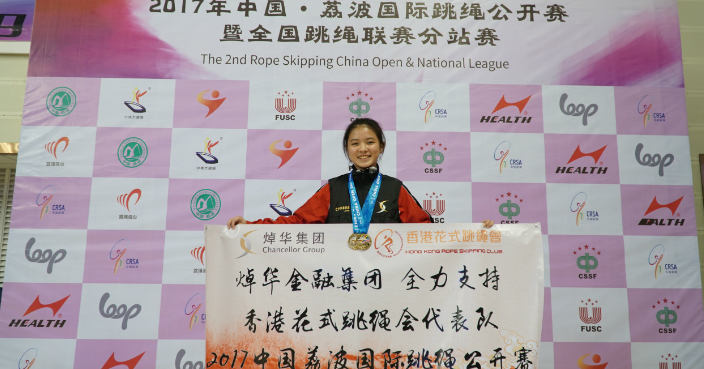 2017年中国·荔波国际跳绳公开赛
暨全国跳绳联赛分站赛
The 2nd Rope Skipping China Open & National League
FUSC
CSSF
HEALTH
Loop
CRSA
焯华集团
Chancellor Group
香港花式跳繩會
HONG KONG ROPE SKIPPING CLUB
焯华金融集团 全力支持
香港花式跳绳会代表队
2017中国荔波国际跳绳公开赛